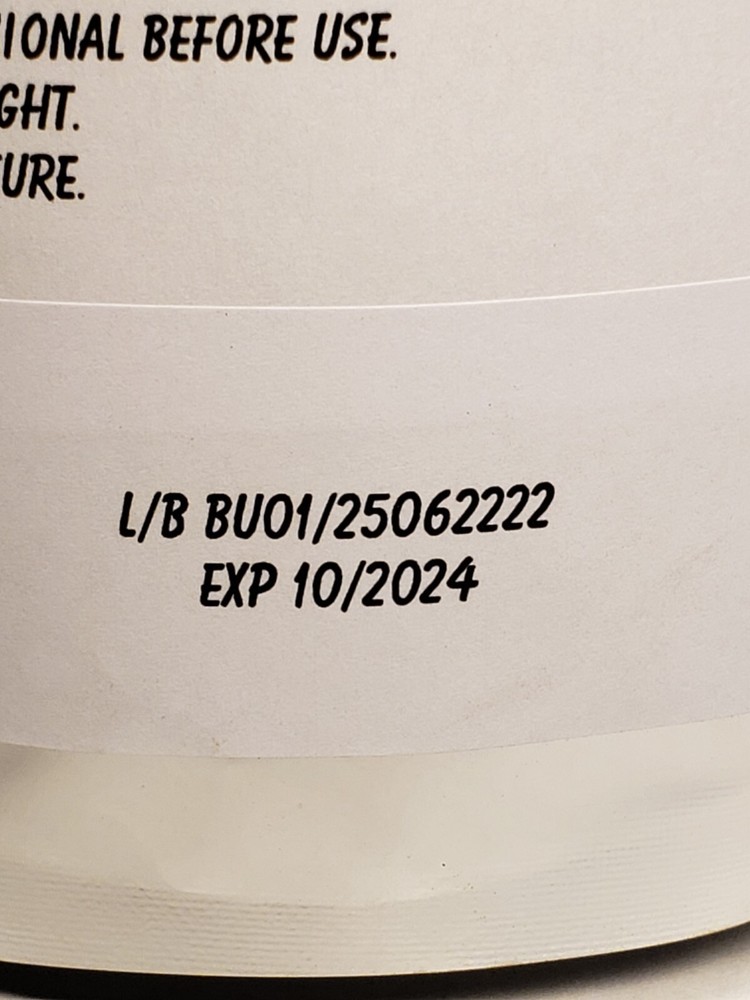 IONAL BEFORE USE.
GHT.
URE.
L/B BU01/25062222
EXP 10/2024